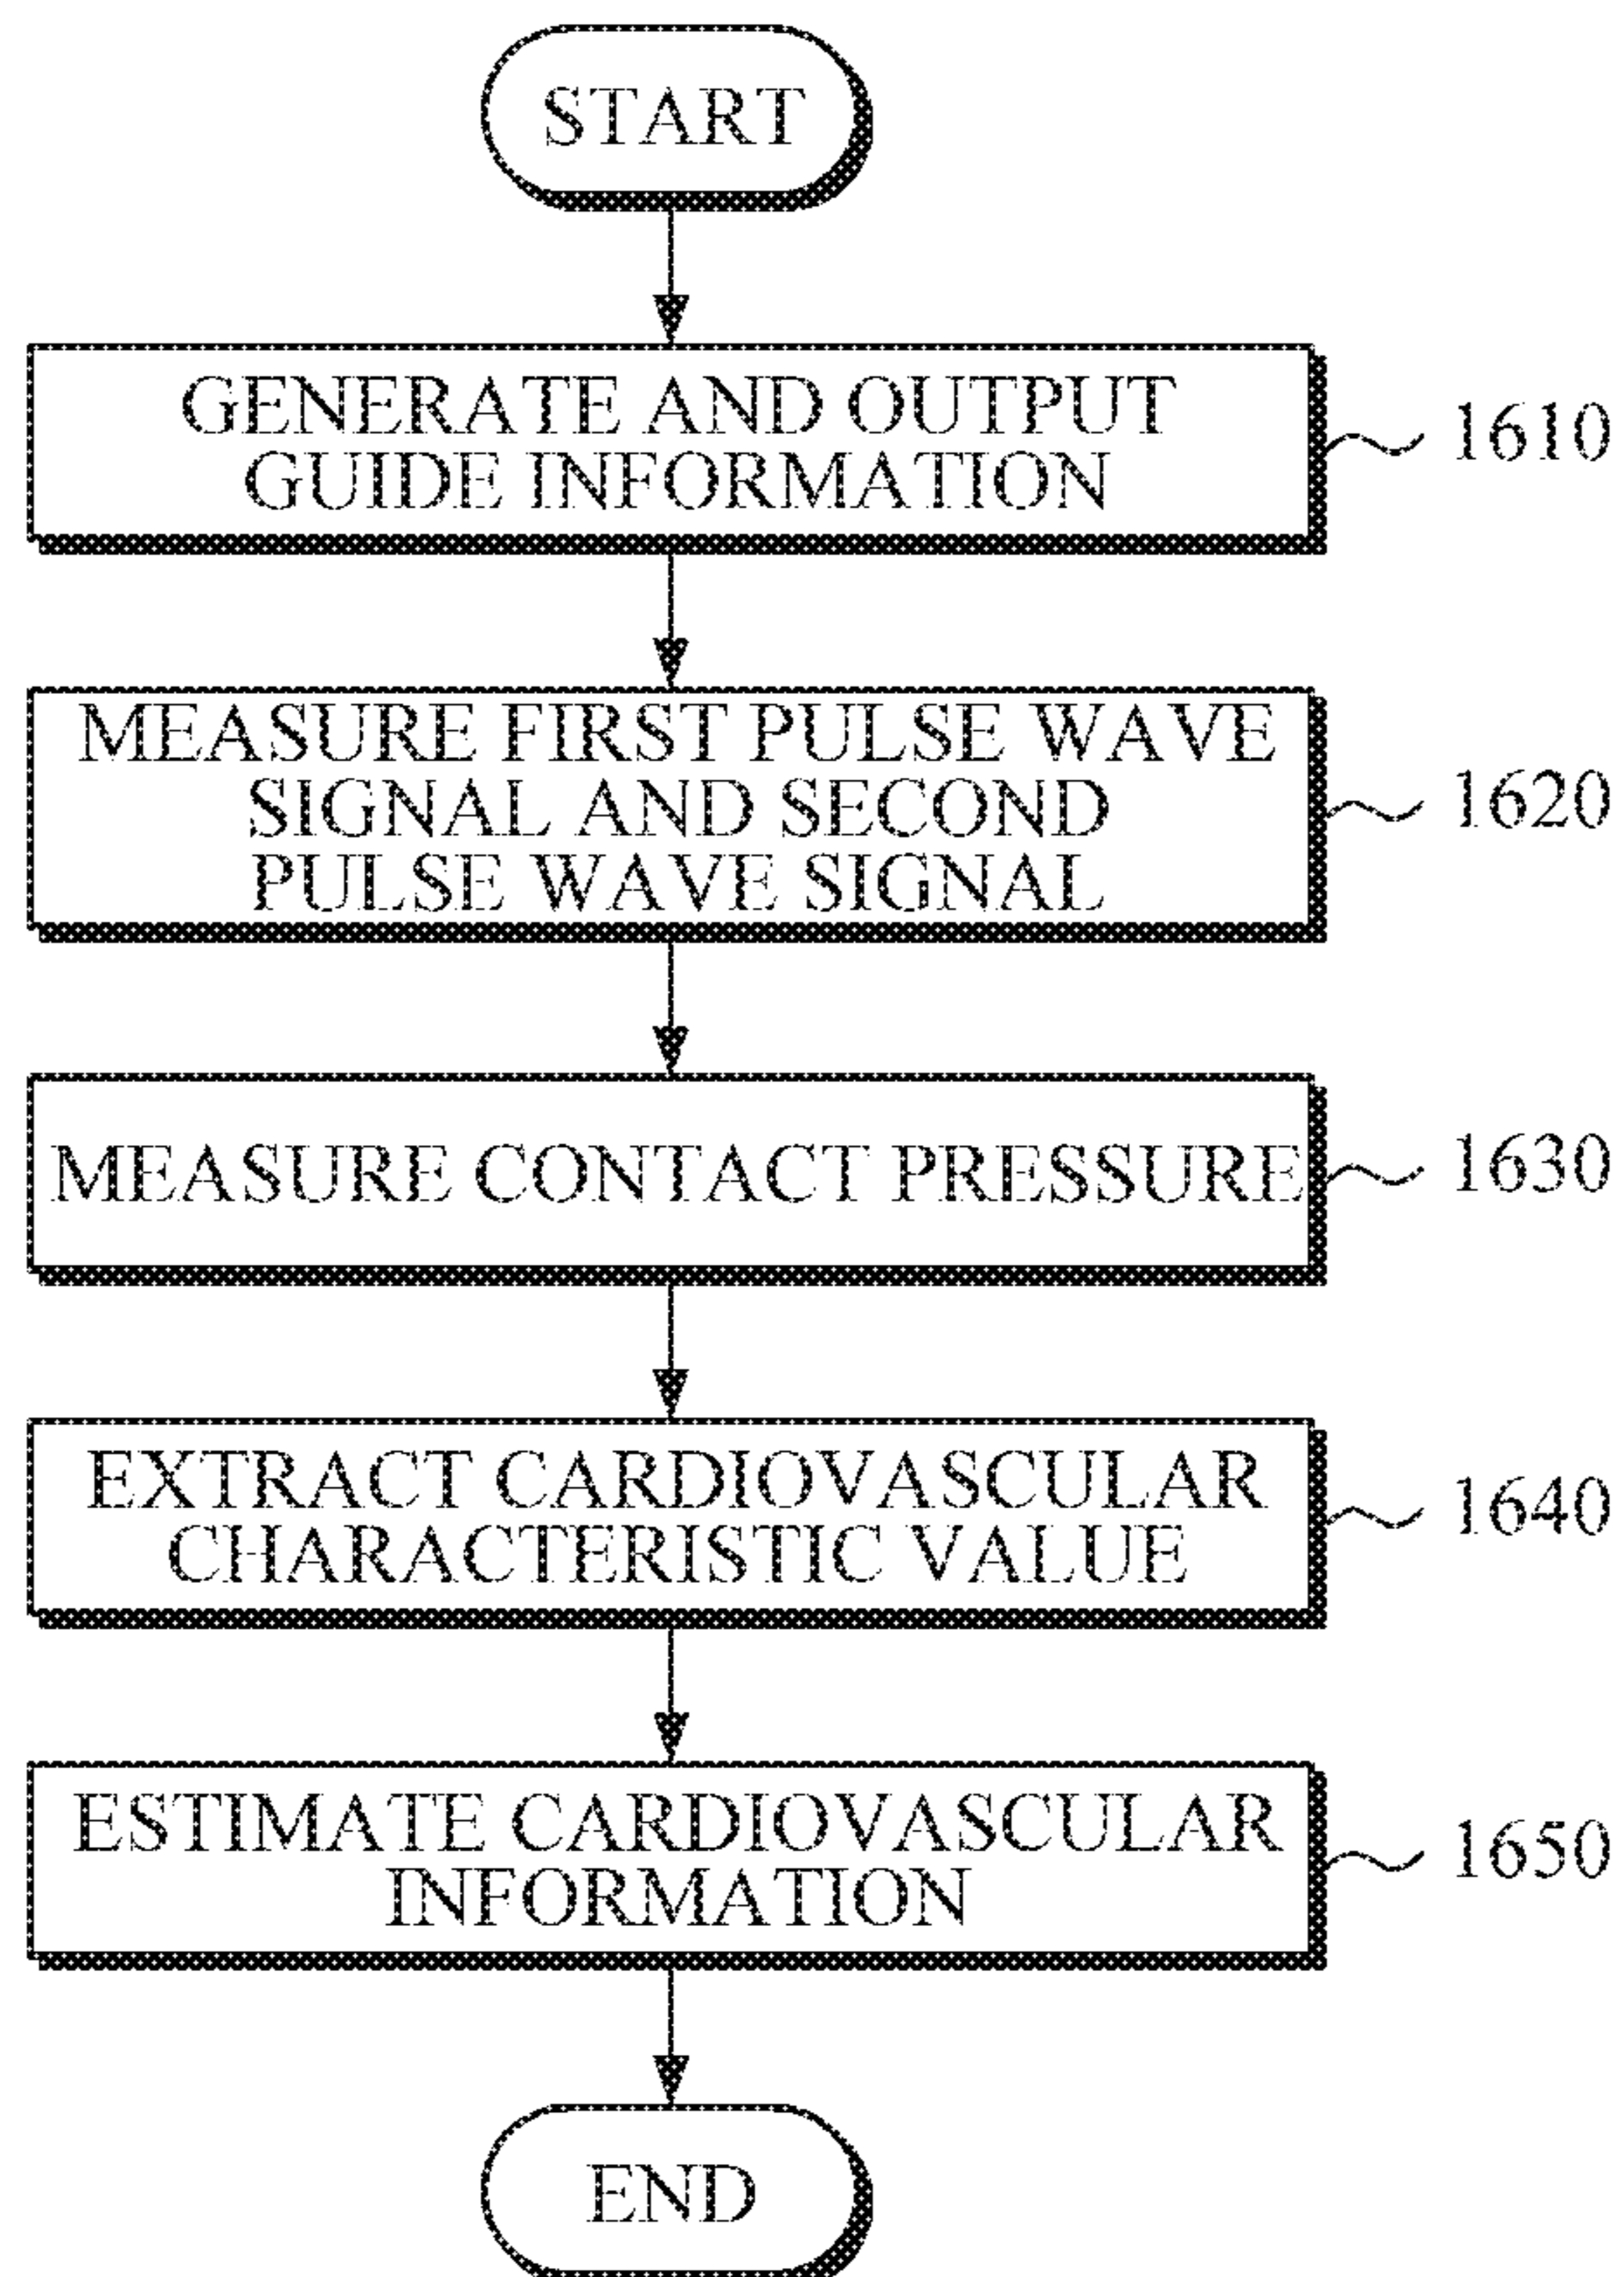 START
GENERATE AND OUTPUT
GUIDE INFORMATION
1610
MEASURE FIRST PULSE WAVE
SIGNAL AND SECOND
PULSE WAVE SIGNAL
1620
MEASURE CONTACT PRESSURE
1630
EXTRACT CARDIOVASCULAR
CHARACTERISTIC VALUE
1640
ESTIMATE CARDIOVASCULAR
INFORMATION
1650
END